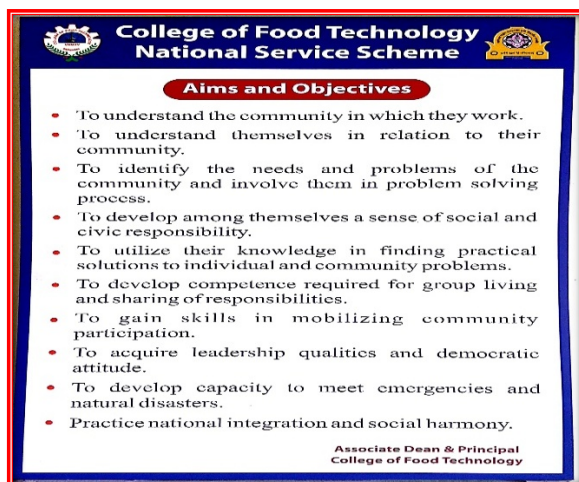 College of Food Technology
National Service Scheme
Aims and Objectives
• To understand the community in which they work.
• To understand themselves in relation to their
community.
• To identify the needs and problems of the
community and involve them in problem solving
process.
• To develop among themselves a sense of social and
civic responsibility.
• To utilize their knowledge in finding practical
solutions to individual and community problems.
• To develop competence required for group living
and sharing of responsibilities.
• To gain skills in mobilizing community
participation.
• To acquire leadership qualities and democratic
attitude.
• To develop capacity to meet emergencies and
natural disasters.
• Practice national integration and social harmony.
Associate Dean & Principal
College of Food Technology